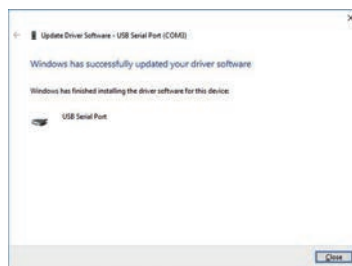 Update Driver Software - USB Serial Port (COM3)
Windows has successfully updated your driver software
Windows has finished installing the driver software for this device:
USB Serial Port
Close